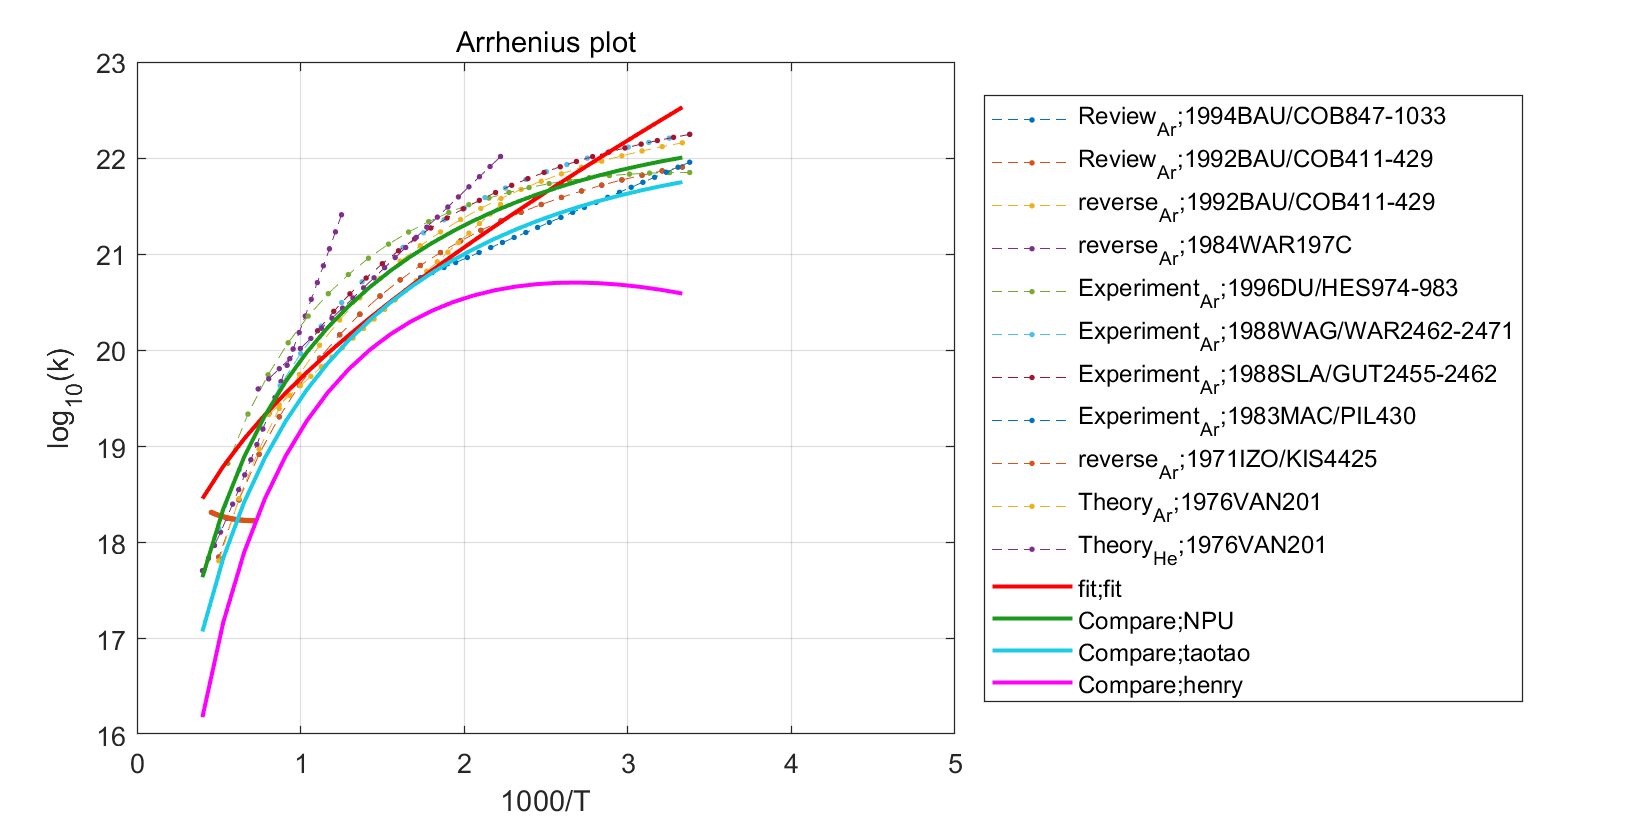 Arrhenius plot
23
22
21
20
19
18
17
16
log10(k)
0 1 2 3 4 5
1000/T
ReviewAr;1994BAU/COB847-1033
ReviewAr;1992BAU/COB411-429
reverseAr;1992BAU/COB411-429
reverseAr;1984WAR197C
ExperimentAr;1996DU/HES974-983
ExperimentAr;1988WAG/WAR2462-2471
ExperimentAr;1988SLA/GUT2455-2462
ExperimentAr;1983MAC/PIL430
reverseAr;1971IZO/KIS4425
TheoryAr;1976VAN201
TheoryHe;1976VAN201
fit;fit
Compare;NPU
Compare;taotao
Compare;henry